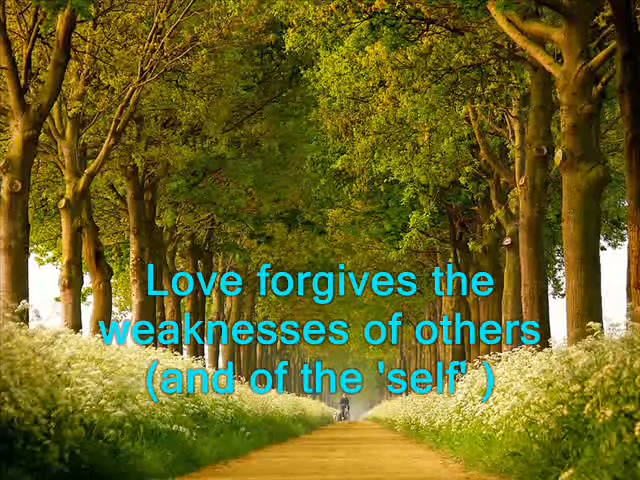 Love forgives the
weaknesses of others
(and of the 'self' )